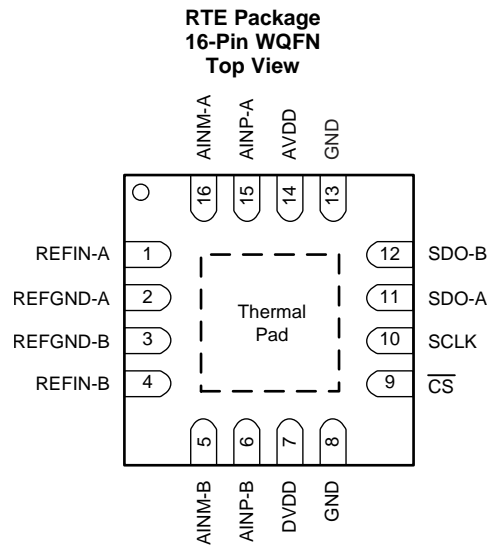 RTE Package
16-Pin WQFN
Top View
AINM-A
AINP-A
AVDD
GND
16
15
14
13
REFIN-A 1
12 SDO-B
REFGND-A 2
11 SDO-A
REFGND-B 3
10 SCLK
REFIN-B 4
9 C̅S̅
Thermal
Pad
5
6
7
8
AINM-B
AINP-B
DVDD
GND